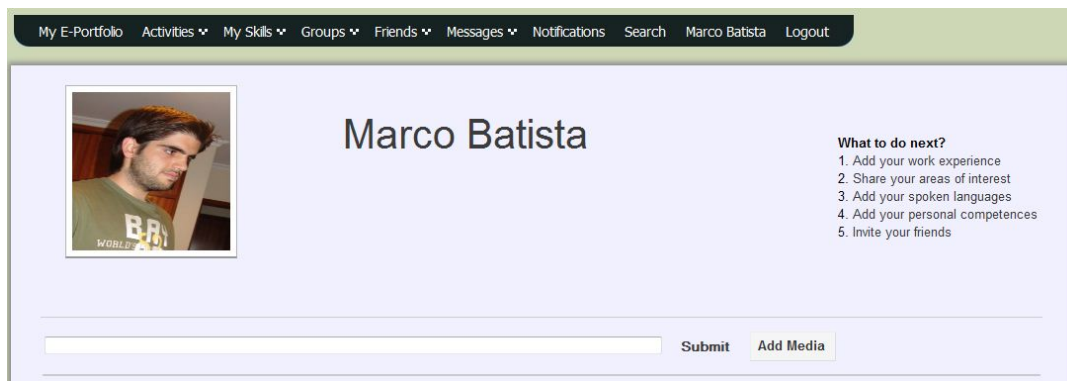 My E-Portfolio Activities My Skills Groups Friends Messages Notifications Search Marco Batista Logout
Marco Batista
What to do next?
1. Add your work experience
2. Share your areas of interest
3. Add your spoken languages
4. Add your personal competences
5. Invite your friends
BAY
WORLD'S
Submit Add Media